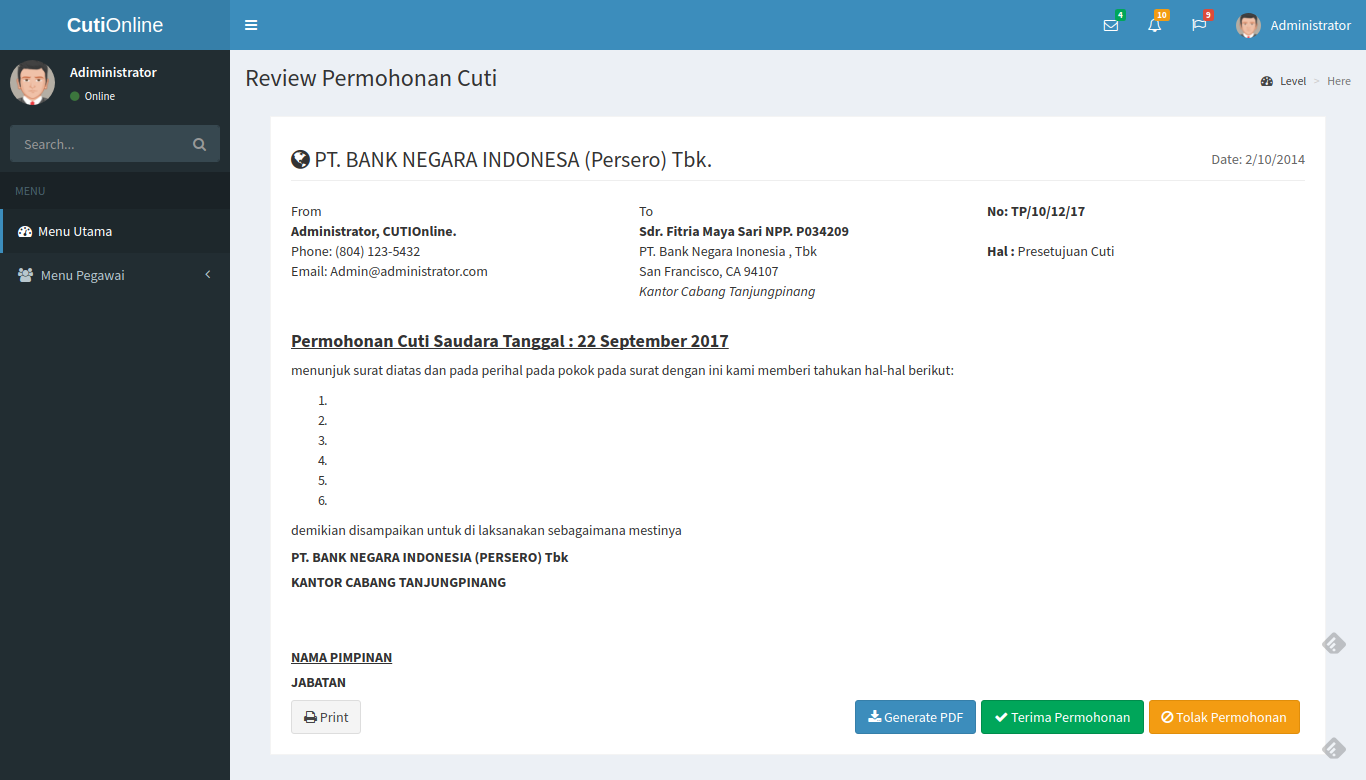 CutiOnline
4
10
9
Administrator
Adiministrator
Online
Search...
MENU
Menu Utama
Menu Pegawai
Review Permohonan Cuti
Level > Here
PT. BANK NEGARA INDONESA (Persero) Tbk.
Date: 2/10/2014
From
Administrator, CUTIOnline.
Phone: (804) 123-5432
Email: Admin@administrator.com
To
Sdr. Fitria Maya Sari NPP. P034209
PT. Bank Negara Inonesia , Tbk
San Francisco, CA 94107
Kantor Cabang Tanjungpinang
No: TP/10/12/17
Hal : Presetujuan Cuti
Permohonan Cuti Saudara Tanggal : 22 September 2017
menunjuk surat diatas dan pada perihal pada pokok pada surat dengan ini kami memberi tahukan hal-hal berikut:
1.
2.
3.
4.
5.
6.
demikian disampaikan untuk di laksanakan sebagaimana mestinya
PT. BANK NEGARA INDONESIA (PERSERO) Tbk
KANTOR CABANG TANJUNGPINANG
NAMA PIMPINAN
JABATAN
Print
Generate PDF
Terima Permohonan
Tolak Permohonan